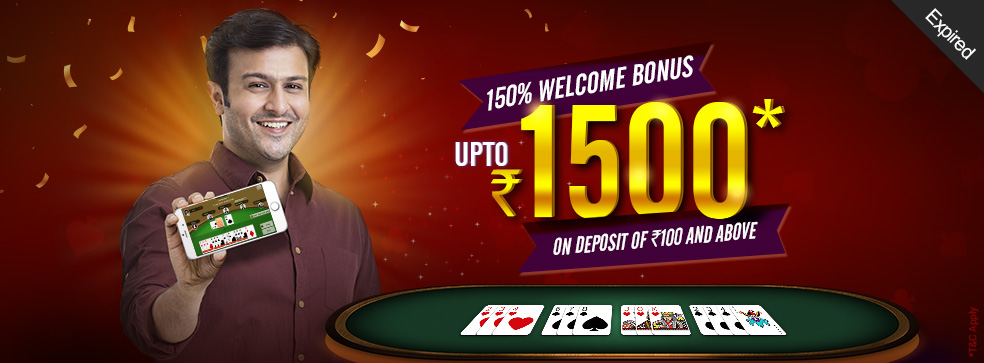 Expired
150% WELCOME BONUS
UPTO
₹1500*
ON DEPOSIT OF ₹100 AND ABOVE
*T&C Apply